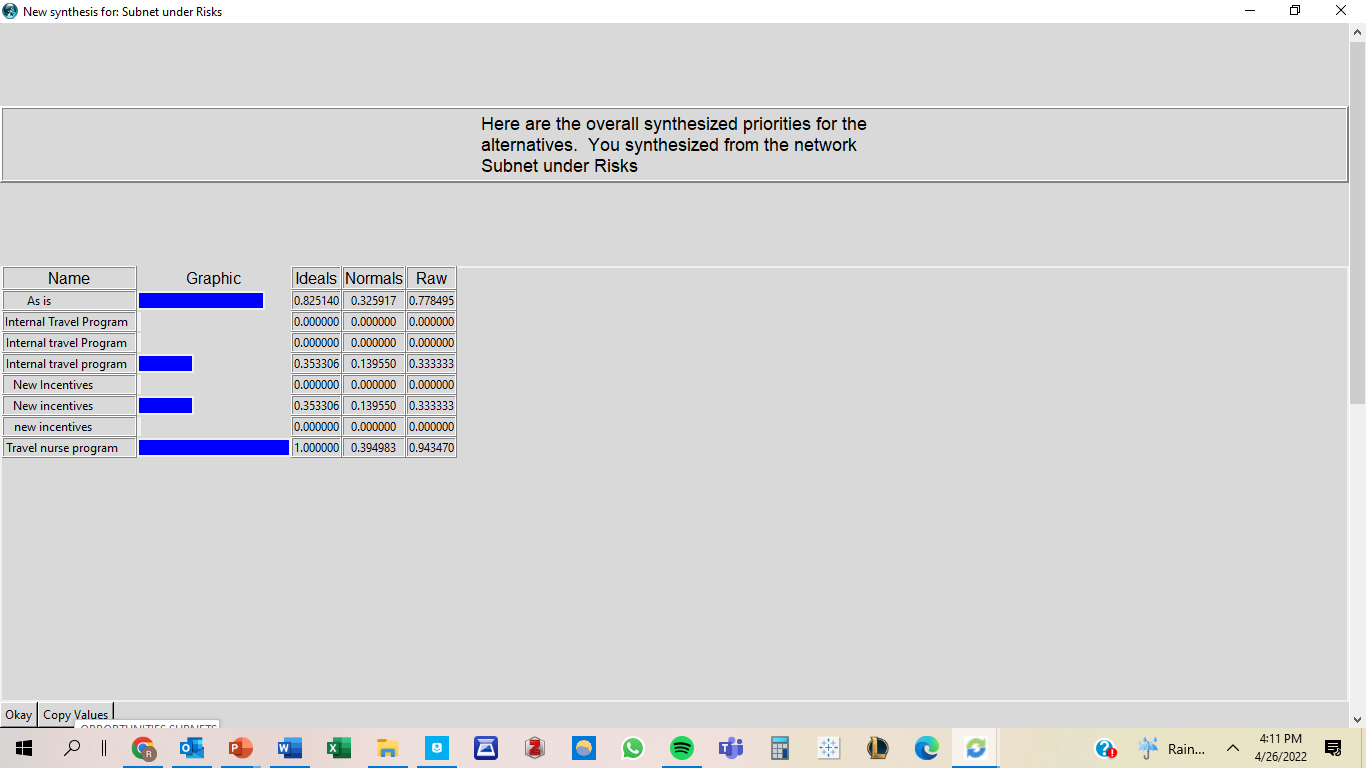 New synthesis for: Subnet under Risks
Here are the overall synthesized priorities for the
alternatives. You synthesized from the network
Subnet under Risks
Name Graphic Ideals Normals Raw
As is 0.825140 0.325917 0.778495
Internal Travel Program 0.000000 0.000000 0.000000
Internal travel Program 0.000000 0.000000 0.000000
Internal travel program 0.353306 0.139550 0.333333
New Incentives 0.000000 0.000000 0.000000
New incentives 0.353306 0.139550 0.333333
new incentives 0.000000 0.000000 0.000000
Travel nurse program 1.000000 0.394983 0.943470
Okay Copy Values
OPPORTUNITIES SUBNETS
Rain... 4:11 PM
4/26/2022